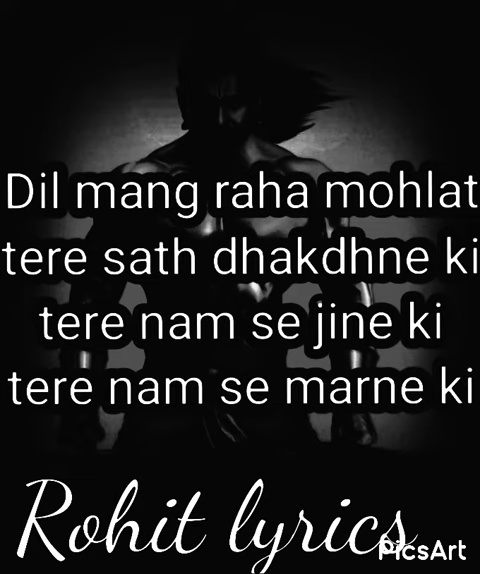 Dil mang raha mohlat
tere sath dhakdhne ki
tere nam se jine ki
tere nam se marne ki
Rohit lyrics
PicsArt